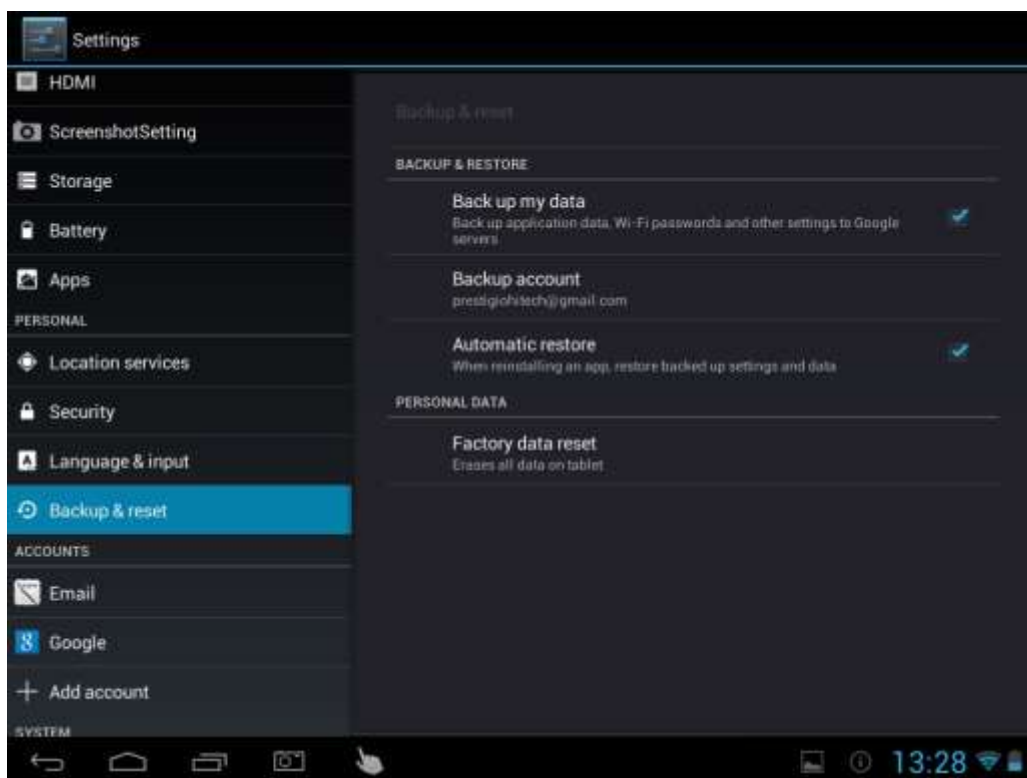 Settings
HDMI
ScreenshotSetting
Storage
Battery
Apps
PERSONAL
Location services
Security
Language & input
Backup & reset
ACCOUNTS
Email
Google
Add account
SYSTEM
Backup & reset
BACKUP & RESTORE
Back up my data
Back up application data, Wi-Fi passwords and other settings to Google
servers
Backup account
prestigiohitech@gmail.com
Automatic restore
When reinstalling an app, restore backed up settings and data
PERSONAL DATA
Factory data reset
Erases all data on tablet
13:28